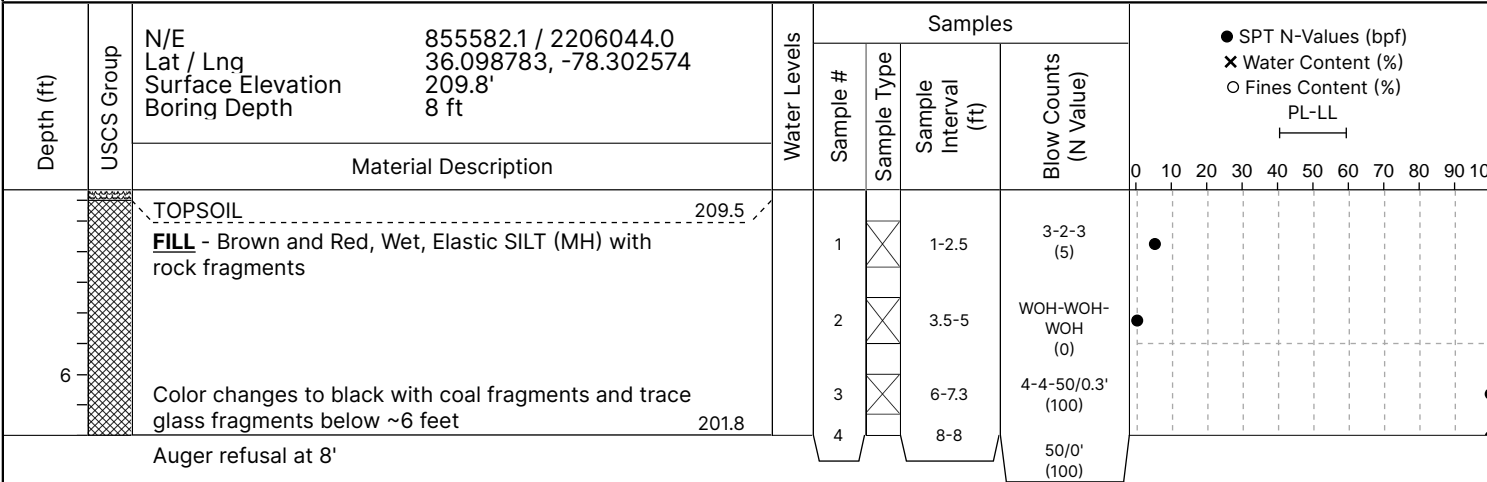 N/E 855582.1 / 2206044.0
Lat / Lng 36.098783, -78.302574
Surface Elevation 209.8'
Boring Depth 8 ft
Depth (ft)
USCS Group
Material Description
Water Levels
Samples
Sample #
Sample Type
Sample
Interval
(ft)
Blow Counts
(N Value)
SPT N-Values (bpf)
Water Content (%)
Fines Content (%)
PL-LL
0 10 20 30 40 50 60 70 80 90 10
TOPSOIL 209.5
FILL - Brown and Red, Wet, Elastic SILT (MH) with
rock fragments
1 1-2.5 3-2-3
(5)
2 3.5-5 WOH-WOH-
WOH
(0)
6
Color changes to black with coal fragments and trace
glass fragments below ~6 feet 201.8
3 6-7.3 4-4-50/0.3'
(100)
4 8-8 50/0'
(100)
Auger refusal at 8'